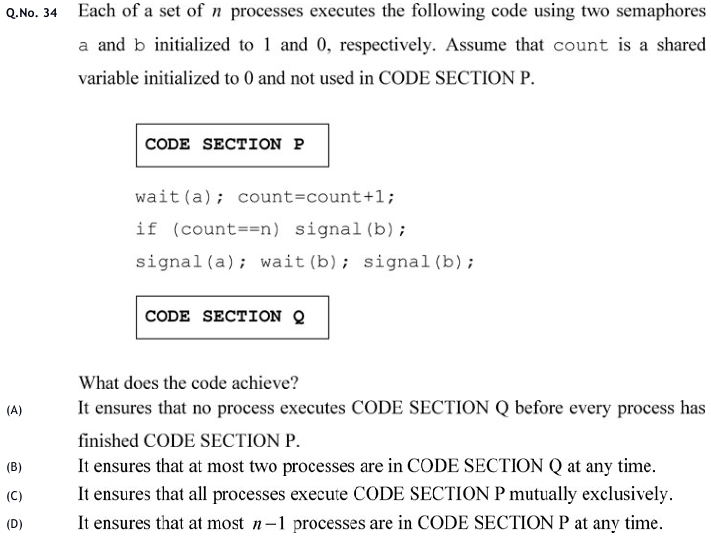 Q.No. 34 Each of a set of n processes executes the following code using two semaphores
a and b initialized to 1 and 0, respectively. Assume that count is a shared
variable initialized to 0 and not used in CODE SECTION P.
CODE SECTION P
wait(a); count=count+1;
if (count==n) signal(b);
signal(a); wait(b); signal(b);
CODE SECTION Q
What does the code achieve?
(A) It ensures that no process executes CODE SECTION Q before every process has
finished CODE SECTION P.
(B) It ensures that at most two processes are in CODE SECTION Q at any time.
(C) It ensures that all processes execute CODE SECTION P mutually exclusively.
(D) It ensures that at most n−1 processes are in CODE SECTION P at any time.